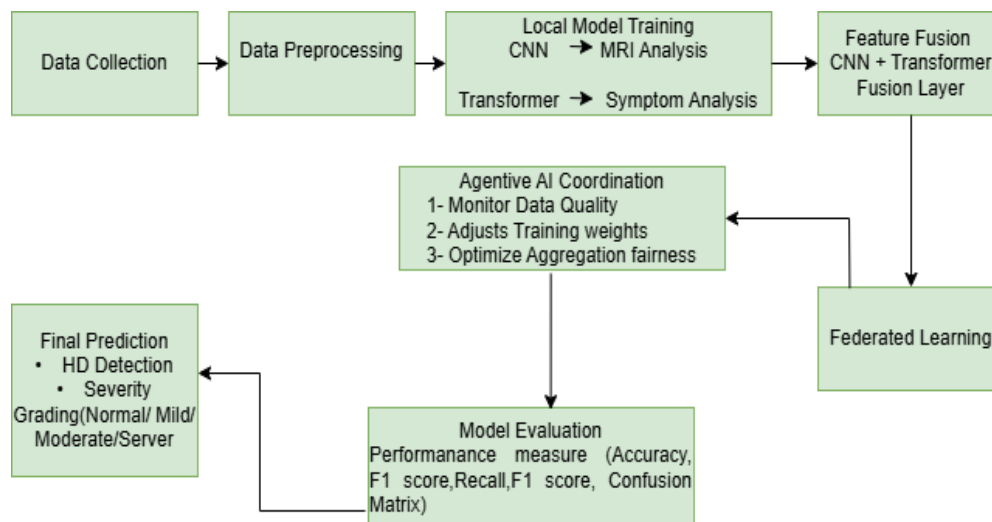 Data Collection
Data Preprocessing
Local Model Training
CNN → MRI Analysis
Transformer → Symptom Analysis
Feature Fusion
CNN + Transformer
Fusion Layer
Agentive AI Coordination
1- Monitor Data Quality
2- Adjusts Training weights
3- Optimize Aggregation fairness
Federated Learning
Final Prediction
• HD Detection
• Severity
Grading(Normal/ Mild/
Moderate/Server
Model Evaluation
Performanance measure (Accuracy,
F1 score,Recall,F1 score, Confusion
Matrix)